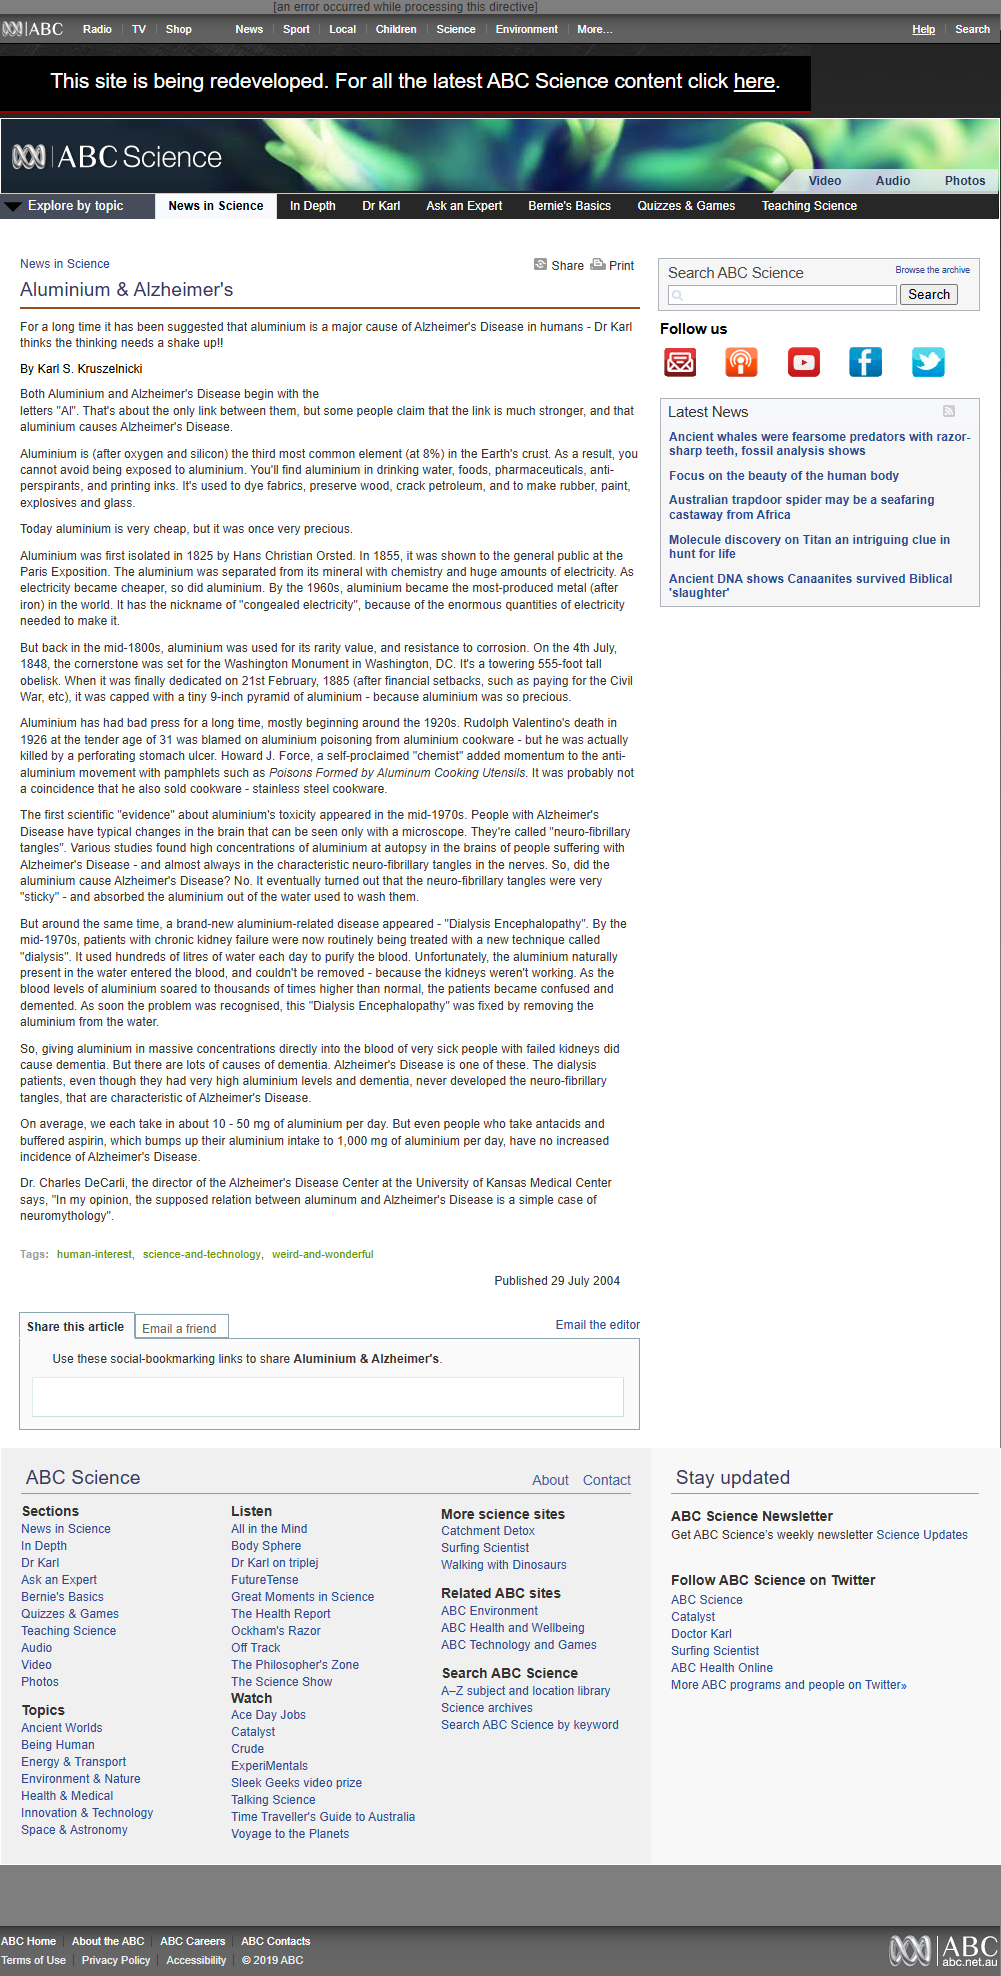 [an error occurred while processing this directive]
ABC Radio TV Shop News Sport Local Children Science Environment More... Help Search
This site is being redeveloped. For all the latest ABC Science content click here.
ABC Science
Video Audio Photos
Explore by topic News in Science In Depth Dr Karl Ask an Expert Bernie's Basics Quizzes & Games Teaching Science
News in Science
Share Print
Aluminium & Alzheimer's
For a long time it has been suggested that aluminium is a major cause of Alzheimer's Disease in humans - Dr Karl
thinks the thinking needs a shake up!!
By Karl S. Kruszelnicki
Both Aluminium and Alzheimer's Disease begin with the
letters "Al". That's about the only link between them, but some people claim that the link is much stronger, and that
aluminium causes Alzheimer's Disease.
Aluminium is (after oxygen and silicon) the third most common element (at 8%) in the Earth's crust. As a result, you
cannot avoid being exposed to aluminium. You'll find aluminium in drinking water, foods, pharmaceuticals, anti-
perspirants, and printing inks. It's used to dye fabrics, preserve wood, crack petroleum, and to make rubber, paint,
explosives and glass.
Today aluminium is very cheap, but it was once very precious.
Aluminium was first isolated in 1825 by Hans Christian Orsted. In 1855, it was shown to the general public at the
Paris Exposition. The aluminium was separated from its mineral with chemistry and huge amounts of electricity. As
electricity became cheaper, so did aluminium. By the 1960s, aluminium became the most-produced metal (after
iron) in the world. It has the nickname of "congealed electricity", because of the enormous quantities of electricity
needed to make it.
But back in the mid-1800s, aluminium was used for its rarity value, and resistance to corrosion. On the 4th July,
1848, the cornerstone was set for the Washington Monument in Washington, DC. It's a towering 555-foot tall
obelisk. When it was finally dedicated on 21st February, 1885 (after financial setbacks, such as paying for the Civil
War, etc), it was capped with a tiny 9-inch pyramid of aluminium - because aluminium was so precious.
Aluminium has had bad press for a long time, mostly beginning around the 1920s. Rudolph Valentino's death in
1926 at the tender age of 31 was blamed on aluminium poisoning from aluminium cookware - but he was actually
killed by a perforating stomach ulcer. Howard J. Force, a self-proclaimed "chemist" added momentum to the anti-
aluminium movement with pamphlets such as Poisons Formed by Aluminum Cooking Utensils. It was probably not
a coincidence that he also sold cookware - stainless steel cookware.
The first scientific "evidence" about aluminium's toxicity appeared in the mid-1970s. People with Alzheimer's
Disease have typical changes in the brain that can be seen only with a microscope. They're called "neuro-fibrillary
tangles". Various studies found high concentrations of aluminium at autopsy in the brains of people suffering with
Alzheimer's Disease - and almost always in the characteristic neuro-fibrillary tangles in the nerves. So, did the
aluminium cause Alzheimer's Disease? No. It eventually turned out that the neuro-fibrillary tangles were very
"sticky" - and absorbed the aluminium out of the water used to wash them.
But around the same time, a brand-new aluminium-related disease appeared - "Dialysis Encephalopathy". By the
mid-1970s, patients with chronic kidney failure were now routinely being treated with a new technique called
"dialysis". It used hundreds of litres of water each day to purify the blood. Unfortunately, the aluminium naturally
present in the water entered the blood, and couldn't be removed - because the kidneys weren't working. As the
blood levels of aluminium soared to thousands of times higher than normal, the patients became confused and
demented. As soon the problem was recognised, this "Dialysis Encephalopathy" was fixed by removing the
aluminium from the water.
So, giving aluminium in massive concentrations directly into the blood of very sick people with failed kidneys did
cause dementia. But there are lots of causes of dementia. Alzheimer's Disease is one of these. The dialysis
patients, even though they had very high aluminium levels and dementia, never developed the neuro-fibrillary
tangles, that are characteristic of Alzheimer's Disease.
On average, we each take in about 10 - 50 mg of aluminium per day. But even people who take antacids and
buffered aspirin, which bumps up their aluminium intake to 1,000 mg of aluminium per day, have no increased
incidence of Alzheimer's Disease.
Dr. Charles DeCarli, the director of the Alzheimer's Disease Center at the University of Kansas Medical Center
says, "In my opinion, the supposed relation between aluminum and Alzheimer's Disease is a simple case of
neuromythology".
Tags: human-interest, science-and-technology, weird-and-wonderful
Published 29 July 2004
Share this article Email a friend Email the editor
Use these social-bookmarking links to share Aluminium & Alzheimer's.
Search ABC Science Browse the archive
Search
Follow us
Latest News
Ancient whales were fearsome predators with razor-
sharp teeth, fossil analysis shows
Focus on the beauty of the human body
Australian trapdoor spider may be a seafaring
castaway from Africa
Molecule discovery on Titan an intriguing clue in
hunt for life
Ancient DNA shows Canaanites survived Biblical
'slaughter'
ABC Science About Contact
Sections
News in Science
In Depth
Dr Karl
Ask an Expert
Bernie's Basics
Quizzes & Games
Teaching Science
Audio
Video
Photos
Topics
Ancient Worlds
Being Human
Energy & Transport
Environment & Nature
Health & Medical
Innovation & Technology
Space & Astronomy
Listen
All in the Mind
Body Sphere
Dr Karl on triplej
FutureTense
Great Moments in Science
The Health Report
Ockham's Razor
Off Track
The Philosopher's Zone
The Science Show
Watch
Ace Day Jobs
Catalyst
Crude
ExperiMentals
Sleek Geeks video prize
Talking Science
Time Traveller's Guide to Australia
Voyage to the Planets
More science sites
Catchment Detox
Surfing Scientist
Walking with Dinosaurs
Related ABC sites
ABC Environment
ABC Health and Wellbeing
ABC Technology and Games
Search ABC Science
A–Z subject and location library
Science archives
Search ABC Science by keyword
Stay updated
ABC Science Newsletter
Get ABC Science's weekly newsletter Science Updates
Follow ABC Science on Twitter
ABC Science
Catalyst
Doctor Karl
Surfing Scientist
ABC Health Online
More ABC programs and people on Twitter»
ABC Home About the ABC ABC Careers ABC Contacts
Terms of Use Privacy Policy Accessibility © 2019 ABC
ABC
abc.net.au